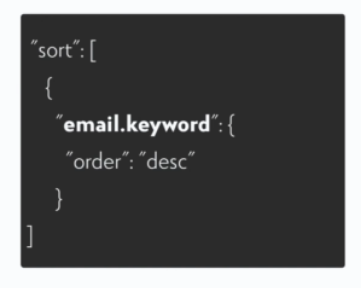 "sort": [
{
"email.keyword": {
"order": "desc"
}
]